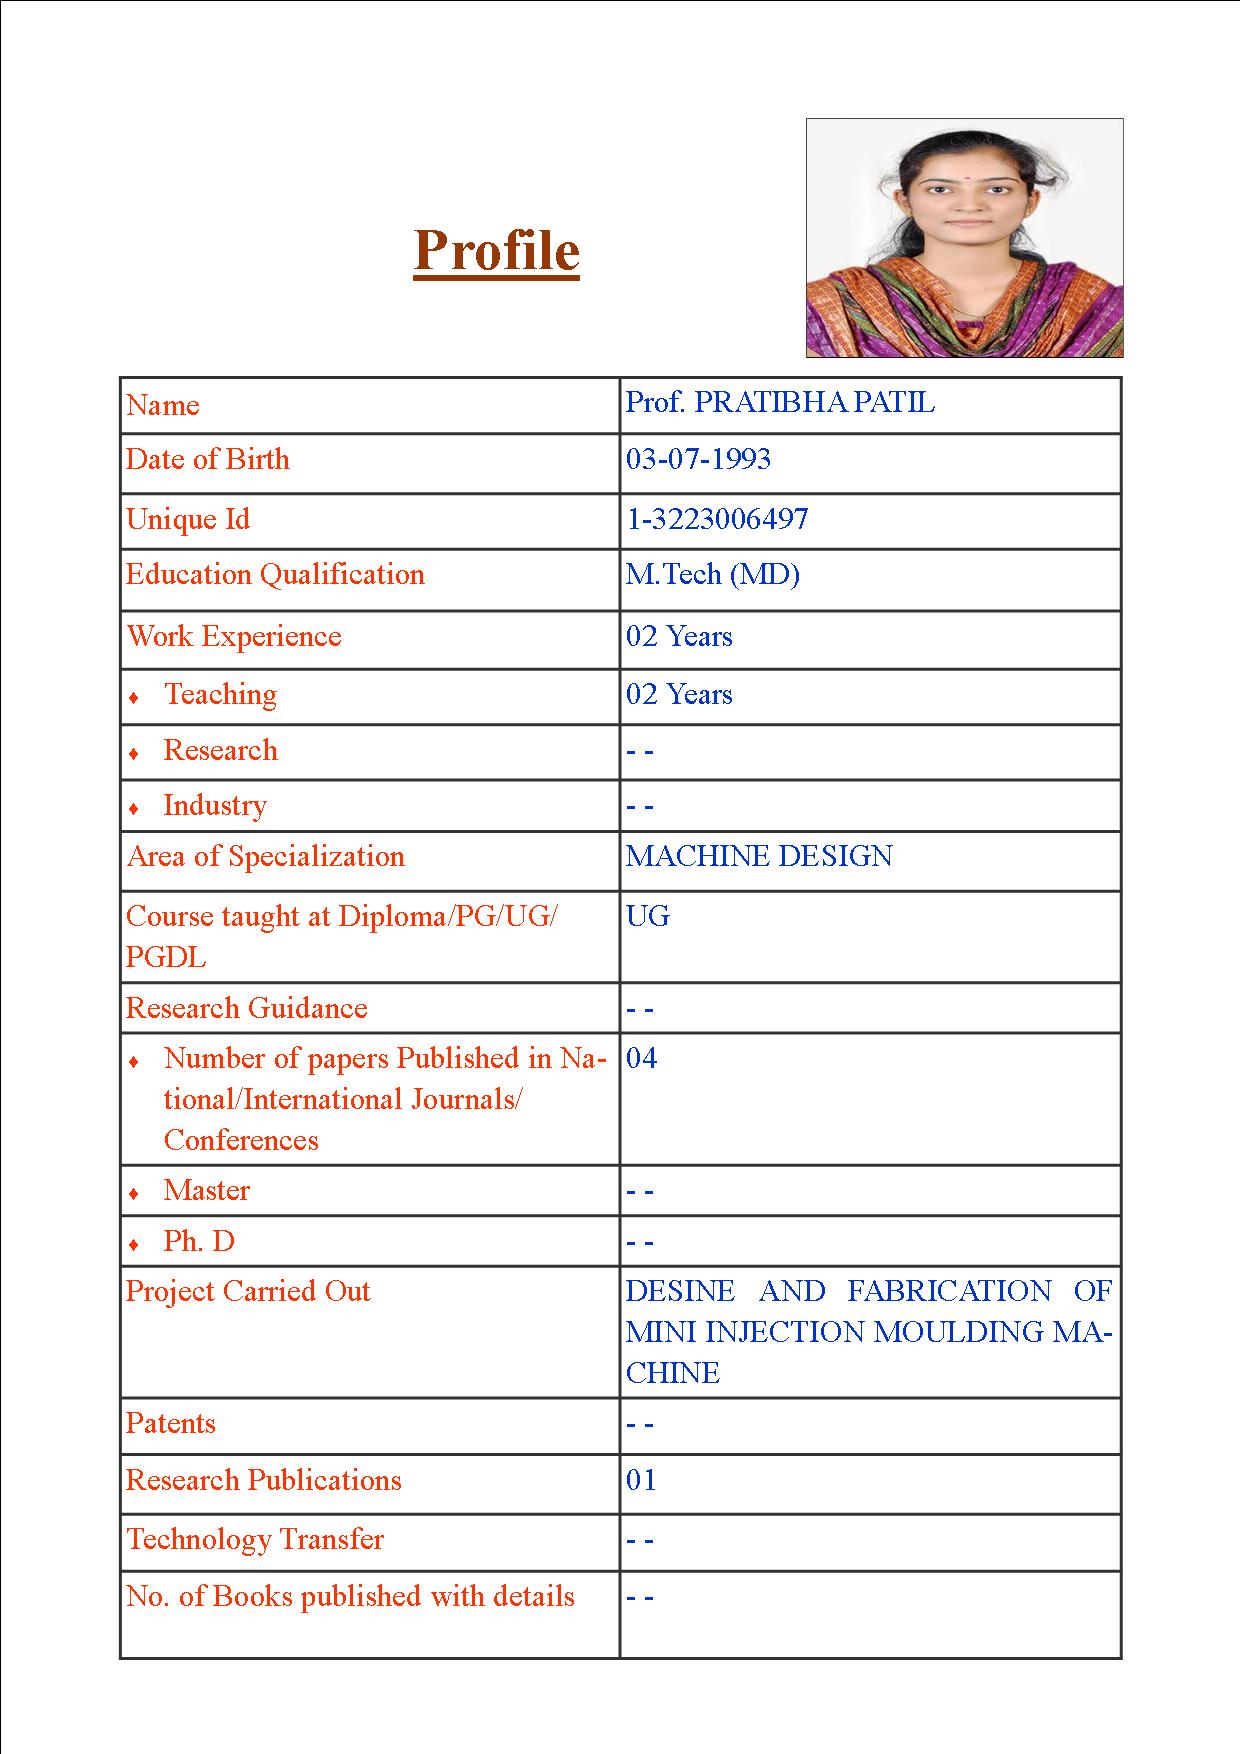 Profile
Name
Prof. PRATIBHA PATIL
Date of Birth
03-07-1993
Unique Id
1-3223006497
Education Qualification
M.Tech (MD)
Work Experience
02 Years
♦ Teaching
02 Years
♦ Research
- -
♦ Industry
- -
Area of Specialization
MACHINE DESIGN
Course taught at Diploma/PG/UG/
PGDL
UG
Research Guidance
- -
♦ Number of papers Published in Na-
tional/International Journals/
Conferences
04
♦ Master
- -
♦ Ph. D
- -
Project Carried Out
DESINE AND FABRICATION OF
MINI INJECTION MOULDING MA-
CHINE
Patents
- -
Research Publications
01
Technology Transfer
- -
No. of Books published with details
- -